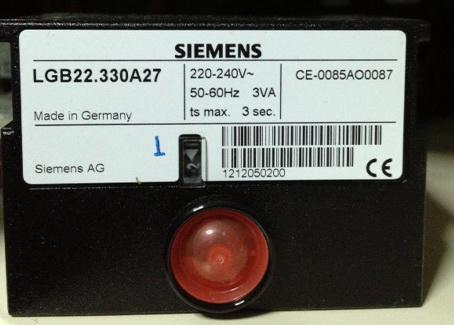 SIEMENS
LGB22.330A27
220-240V~
CE-0085AO0087
50-60Hz 3VA
Made in Germany
ts max. 3 sec.
1
Siemens AG
1212050200
CE